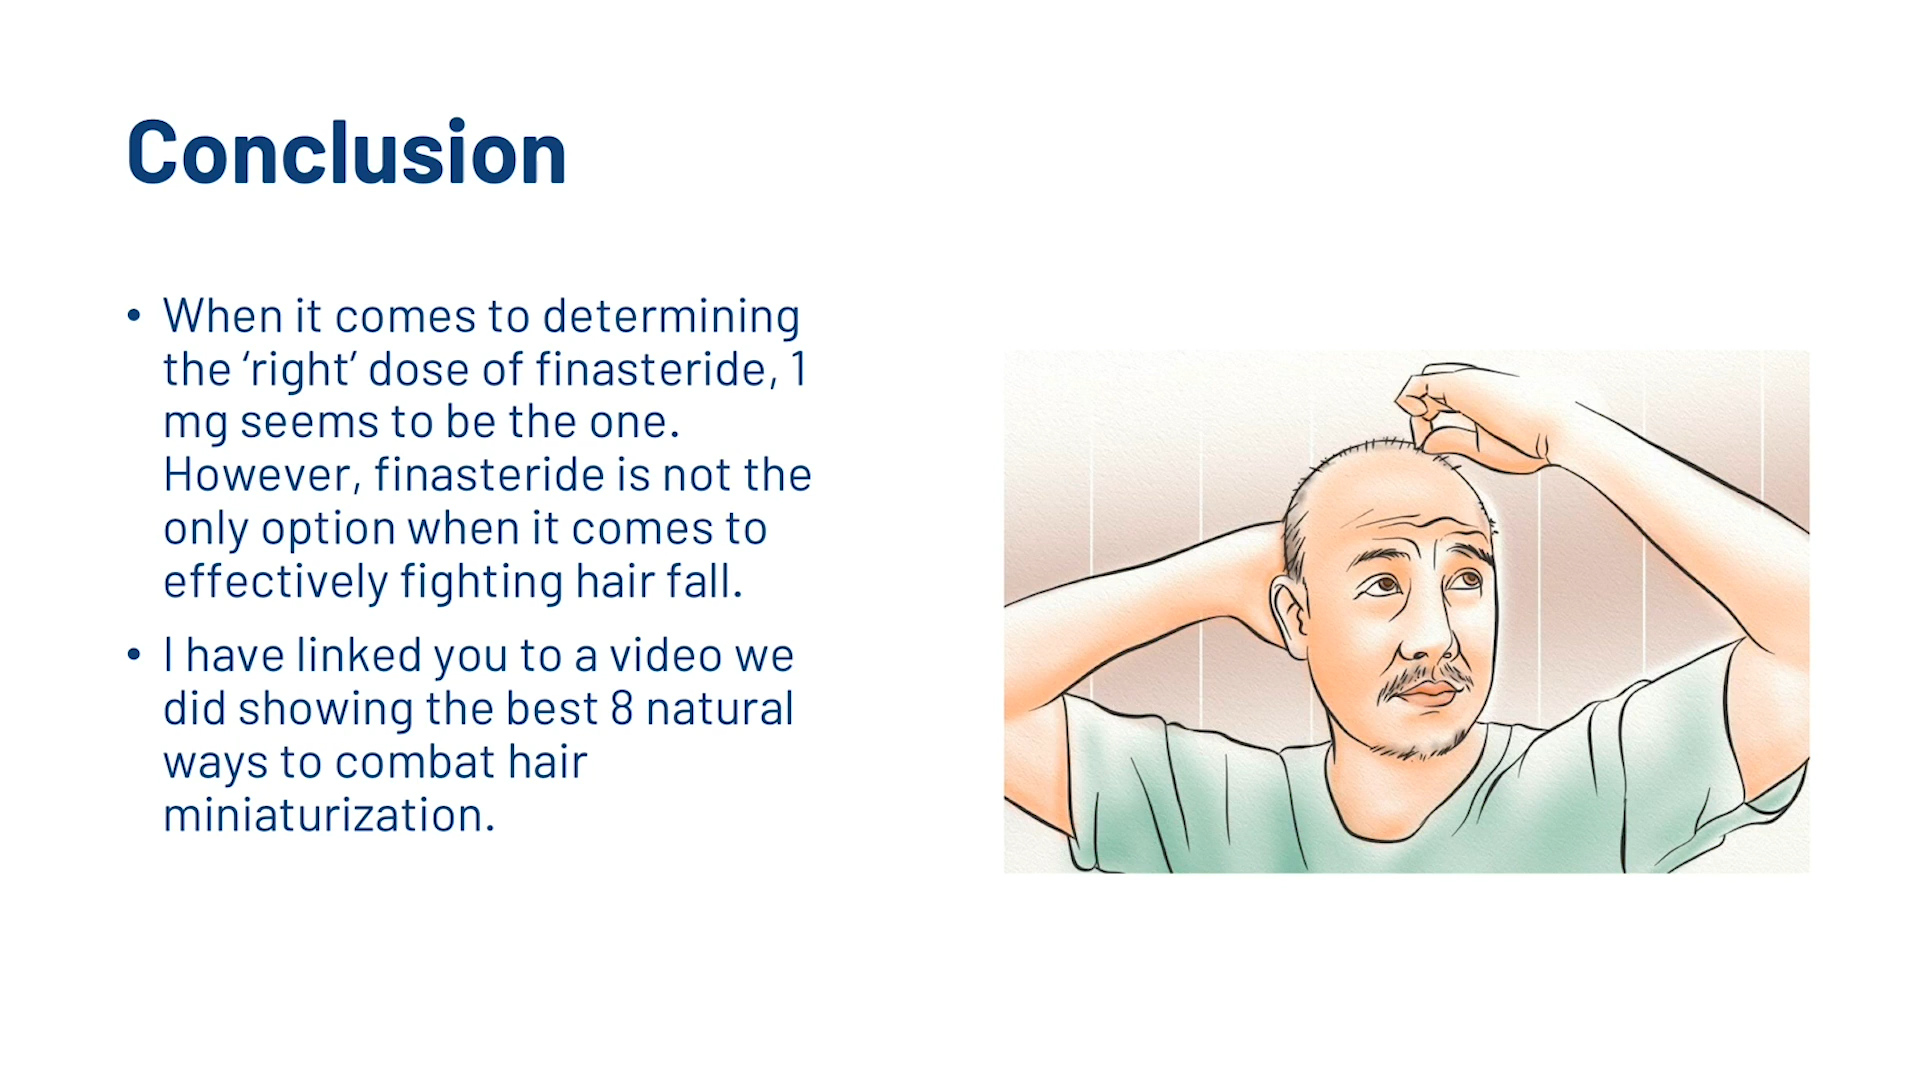 Conclusion
• When it comes to determining
the ‘right’ dose of finasteride, 1
mg seems to be the one.
However, finasteride is not the
only option when it comes to
effectively fighting hair fall.
• I have linked you to a video we
did showing the best 8 natural
ways to combat hair
miniaturization.